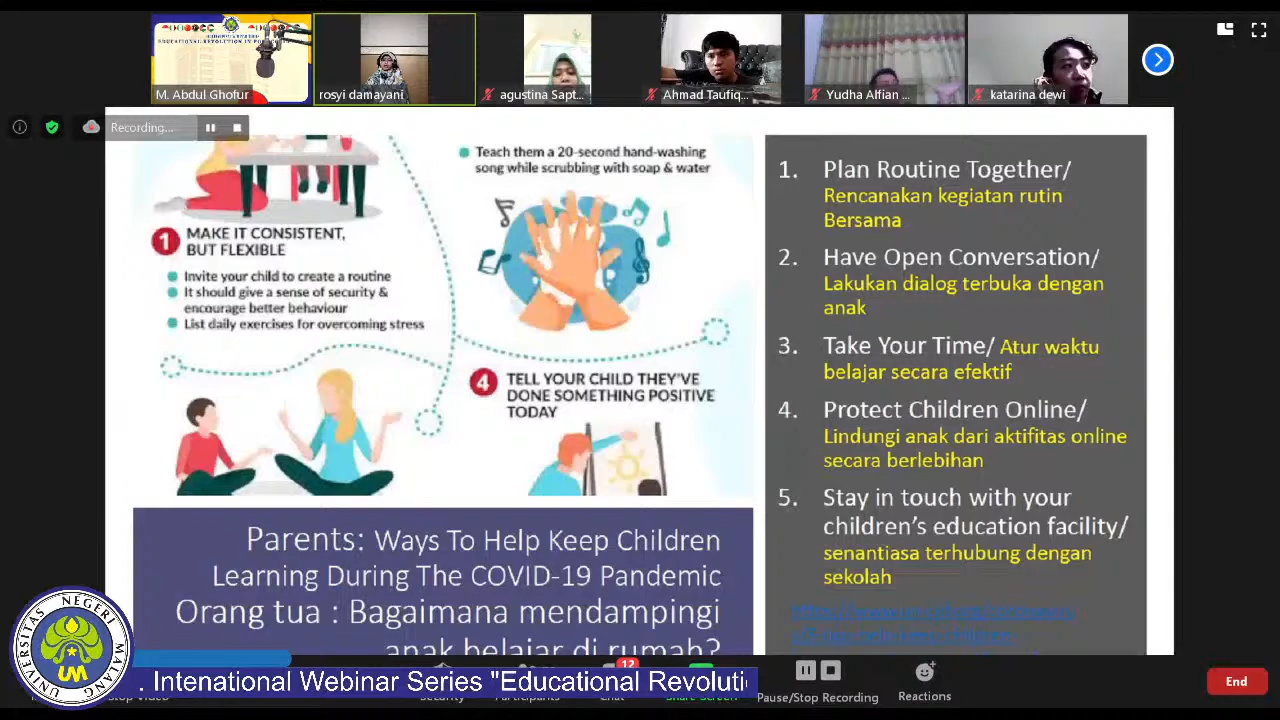 M. Abdul Ghofur
rosyi damayani
agustina Sapt...
Ahmad Taufiq...
Yudha Alfian ...
katarina dewi
Recording...
1 MAKE IT CONSISTENT,
BUT FLEXIBLE
Invite your child to create a routine
It should give a sense of security &
encourage better behaviour
List daily exercises for overcoming stress
Teach them a 20-second hand-washing
song while scrubbing with soap & water
4 TELL YOUR CHILD THEY'VE
DONE SOMETHING POSITIVE
TODAY
Parents: Ways To Help Keep Children
Learning During The COVID-19 Pandemic
Orang tua : Bagaimana mendampingi
anak belajar di rumah?
1. Plan Routine Together/
Rencanakan kegiatan rutin
Bersama
2. Have Open Conversation/
Lakukan dialog terbuka dengan
anak
3. Take Your Time/ Atur waktu
belajar secara efektif
4. Protect Children Online/
Lindungi anak dari aktifitas online
secara berlebihan
5. Stay in touch with your
children's education facility/
senantiasa terhubung dengan
sekolah
UNIVERSITAS NEGERI MALANG
UM
. Intenational Webinar Series "Educational Revoluti
12
Pause/Stop Recording
Reactions
End